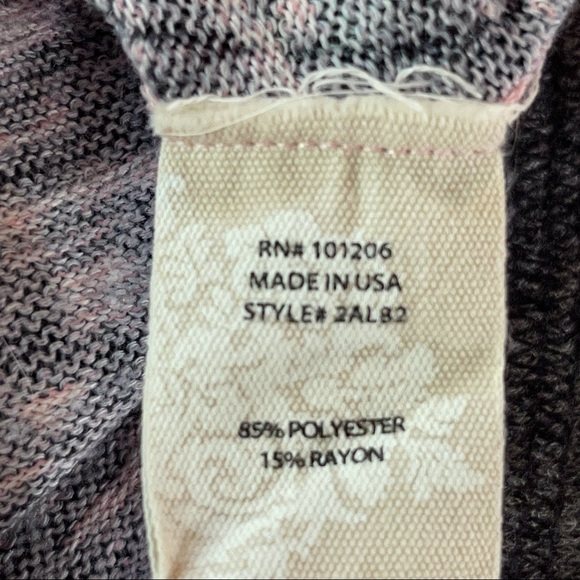 RN# 101206
MADE IN USA
STYLE# 2AL82
85% POLYESTER
15% RAYON